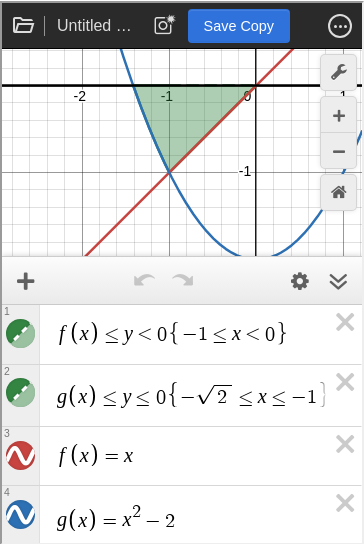 Untitled ...
Save Copy
-2
-1
0
1
-1
1
f(x) ≤ y < 0{−1 ≤ x < 0}
2
g(x) ≤ y ≤ 0{−√2 ≤ x ≤ −1}
3
f(x) = x
4
g(x) = x² − 2